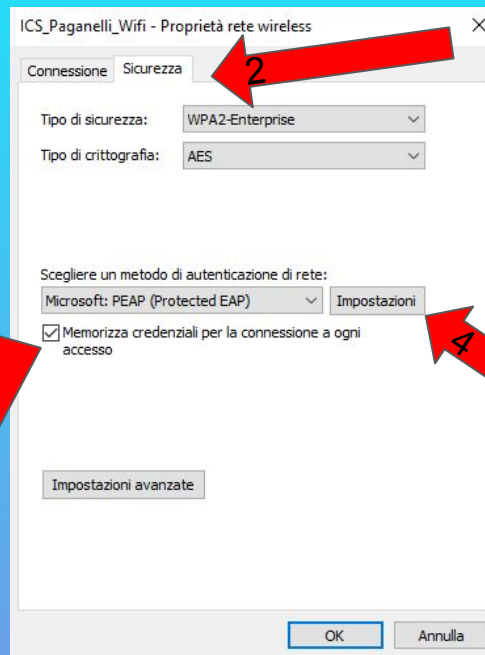 ICS_Paganelli_Wifi - Proprietà rete wireless
Connessione Sicurezza
2
Tipo di sicurezza: WPA2-Enterprise
Tipo di crittografia: AES
Scegliere un metodo di autenticazione di rete:
Microsoft: PEAP (Protected EAP) Impostazioni
4
Memorizza credenziali per la connessione a ogni
accesso
Impostazioni avanzate
OK Annulla